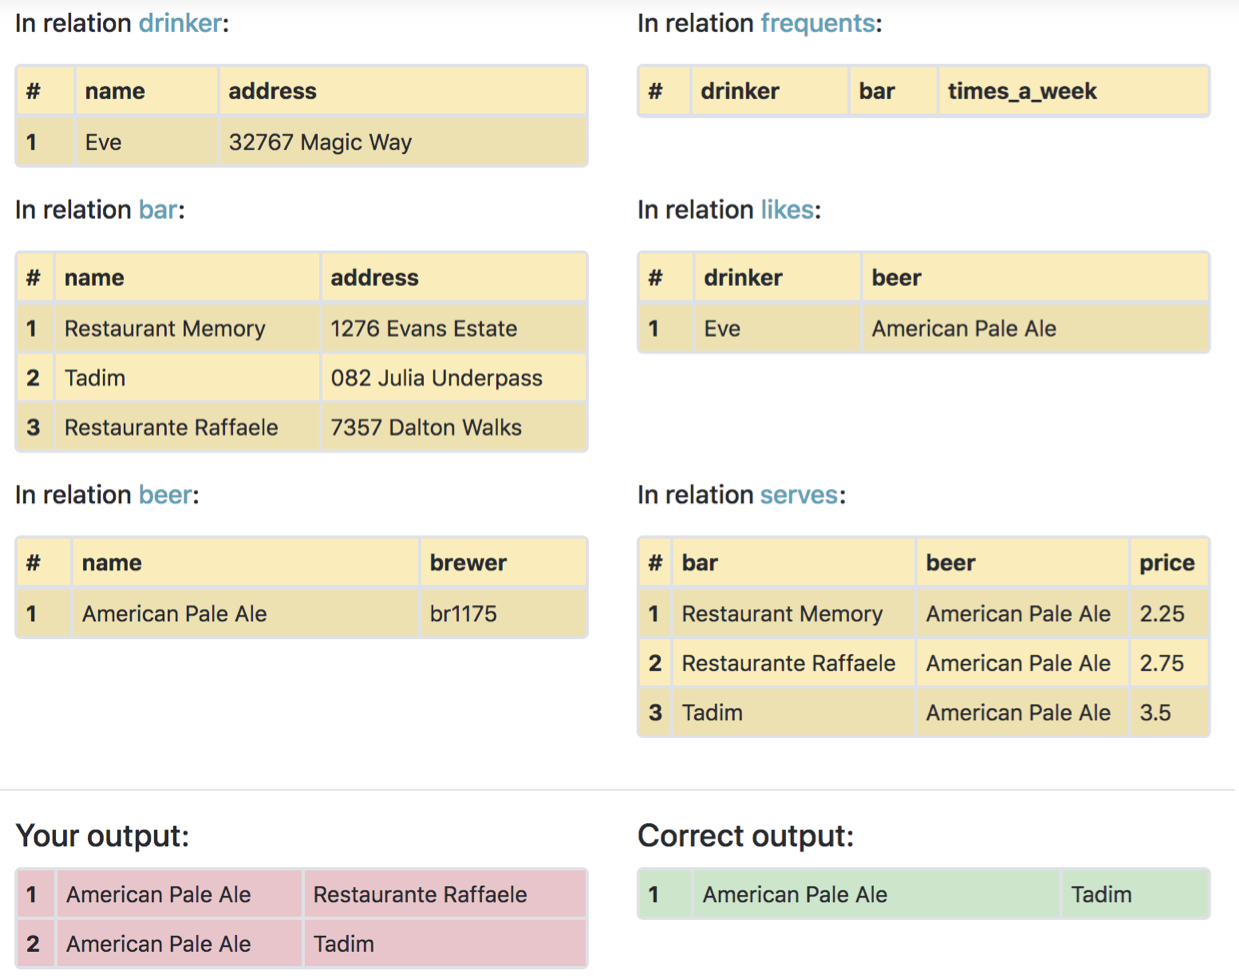 In relation drinker:
# name address
1 Eve 32767 Magic Way
In relation frequents:
# drinker bar times_a_week
In relation bar:
# name address
1 Restaurant Memory 1276 Evans Estate
2 Tadim 082 Julia Underpass
3 Restaurante Raffaele 7357 Dalton Walks
In relation likes:
# drinker beer
1 Eve American Pale Ale
In relation beer:
# name brewer
1 American Pale Ale br1175
In relation serves:
# bar beer price
1 Restaurant Memory American Pale Ale 2.25
2 Restaurante Raffaele American Pale Ale 2.75
3 Tadim American Pale Ale 3.5
Your output:
1 American Pale Ale Restaurante Raffaele
2 American Pale Ale Tadim
Correct output:
1 American Pale Ale Tadim